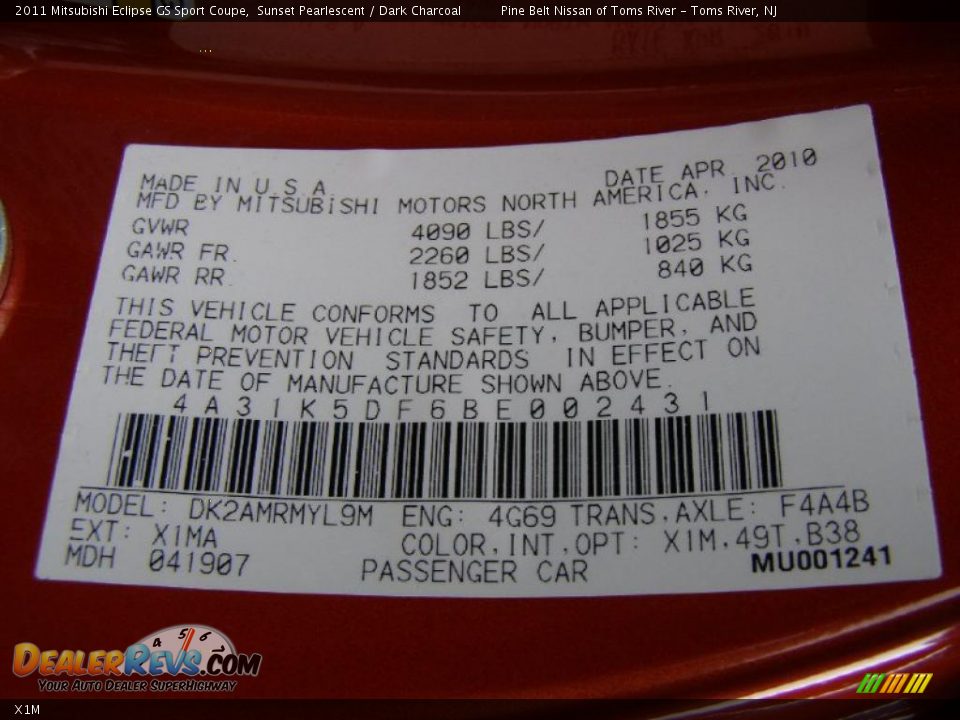 2011 Mitsubishi Eclipse GS Sport Coupe, Sunset Pearlescent / Dark Charcoal Pine Belt Nissan of Toms River - Toms River, NJ
MADE IN U.S.A. DATE APR. 2010
MFD BY MITSUBISHI MOTORS NORTH AMERICA, INC.
GVWR 4090 LBS/ 1855 KG
GAWR FR. 2260 LBS/ 1025 KG
GAWR RR. 1852 LBS/ 840 KG
THIS VEHICLE CONFORMS TO ALL APPLICABLE
FEDERAL MOTOR VEHICLE SAFETY, BUMPER, AND
THEFT PREVENTION STANDARDS IN EFFECT ON
THE DATE OF MANUFACTURE SHOWN ABOVE.
4A31K5DF6BE002431
MODEL: DK2AMRMYL9M ENG: 4G69 TRANS.AXLE: F4A4B
EXT: X1MA COLOR.INT.OPT: X1M.49T.B38
MDH 041907 PASSENGER CAR MU001241
4 5 6
DEALERREVS.COM
YOUR AUTO DEALER SUPERHIGHWAY
X1M